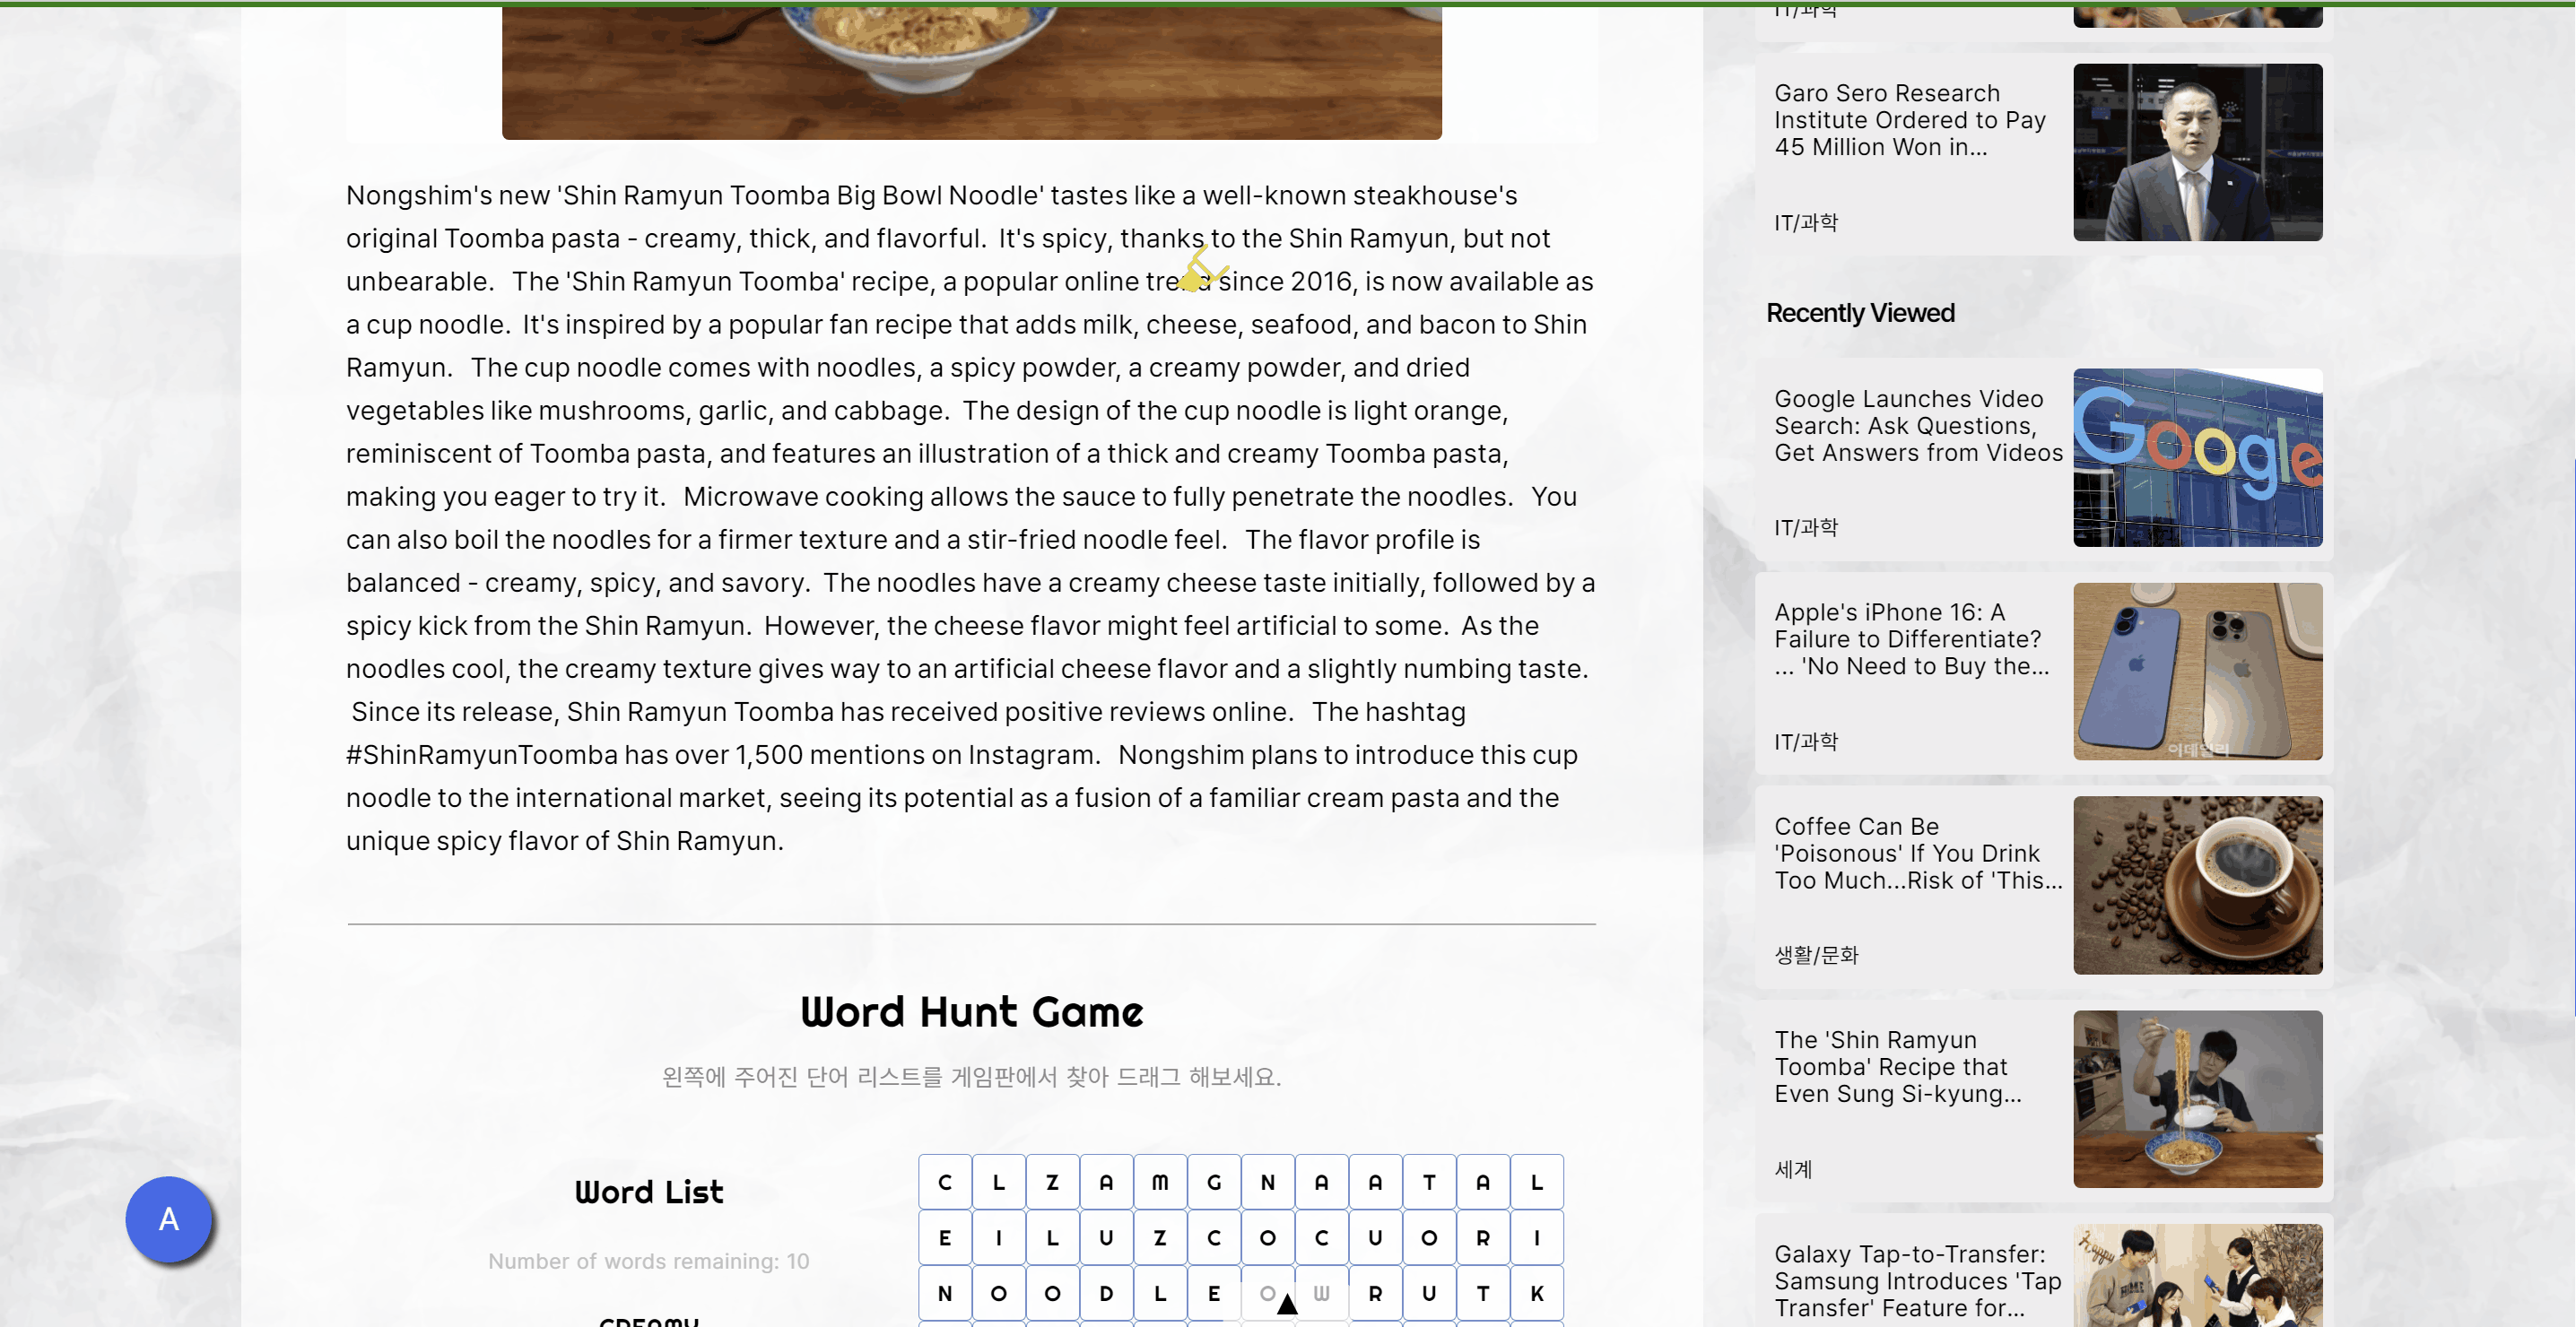 Nongshim's new 'Shin Ramyun Toomba Big Bowl Noodle' tastes like a well-known steakhouse's
original Toomba pasta - creamy, thick, and flavorful. It's spicy, thanks to the Shin Ramyun, but not
unbearable. The 'Shin Ramyun Toomba' recipe, a popular online trend since 2016, is now available as
a cup noodle. It's inspired by a popular fan recipe that adds milk, cheese, seafood, and bacon to Shin
Ramyun. The cup noodle comes with noodles, a spicy powder, a creamy powder, and dried
vegetables like mushrooms, garlic, and cabbage. The design of the cup noodle is light orange,
reminiscent of Toomba pasta, and features an illustration of a thick and creamy Toomba pasta,
making you eager to try it. Microwave cooking allows the sauce to fully penetrate the noodles. You
can also boil the noodles for a firmer texture and a stir-fried noodle feel. The flavor profile is
balanced - creamy, spicy, and savory. The noodles have a creamy cheese taste initially, followed by a
spicy kick from the Shin Ramyun. However, the cheese flavor might feel artificial to some. As the
noodles cool, the creamy texture gives way to an artificial cheese flavor and a slightly numbing taste.
Since its release, Shin Ramyun Toomba has received positive reviews online. The hashtag
#ShinRamyunToomba has over 1,500 mentions on Instagram. Nongshim plans to introduce this cup
noodle to the international market, seeing its potential as a fusion of a familiar cream pasta and the
unique spicy flavor of Shin Ramyun.
Word Hunt Game
왼쪽에 주어진 단어 리스트를 게임판에서 찾아 드래그 해보세요.
Word List
Number of words remaining: 10
CREAMY
C L Z A M G N A A T A L
E I L U Z C O C U O R I
N O O D L E O W R U T K
A
IT/과학
Garo Sero Research
Institute Ordered to Pay
45 Million Won in...
IT/과학
Recently Viewed
Google Launches Video
Search: Ask Questions,
Get Answers from Videos
IT/과학
Google
Apple's iPhone 16: A
Failure to Differentiate?
... 'No Need to Buy the...
IT/과학
이데일리
Coffee Can Be
'Poisonous' If You Drink
Too Much...Risk of 'This...
생활/문화
The 'Shin Ramyun
Toomba' Recipe that
Even Sung Si-kyung...
세계
Galaxy Tap-to-Transfer:
Samsung Introduces 'Tap
Transfer' Feature for...
Happy